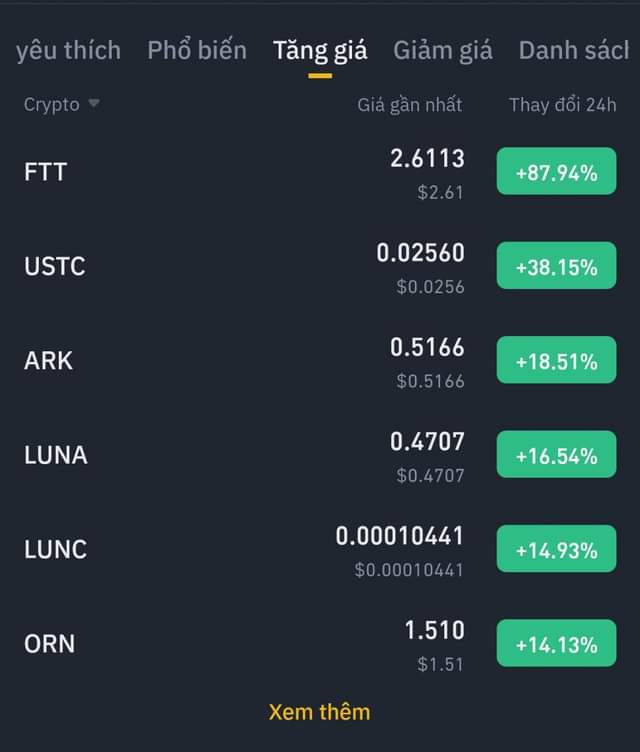 yêu thích Phổ biến Tăng giá Giảm giá Danh sách
Crypto Giá gần nhất Thay đổi 24h
FTT 2.6113 +87.94%
$2.61
USTC 0.02560 +38.15%
$0.0256
ARK 0.5166 +18.51%
$0.5166
LUNA 0.4707 +16.54%
$0.4707
LUNC 0.00010441 +14.93%
$0.00010441
ORN 1.510 +14.13%
$1.51
Xem thêm